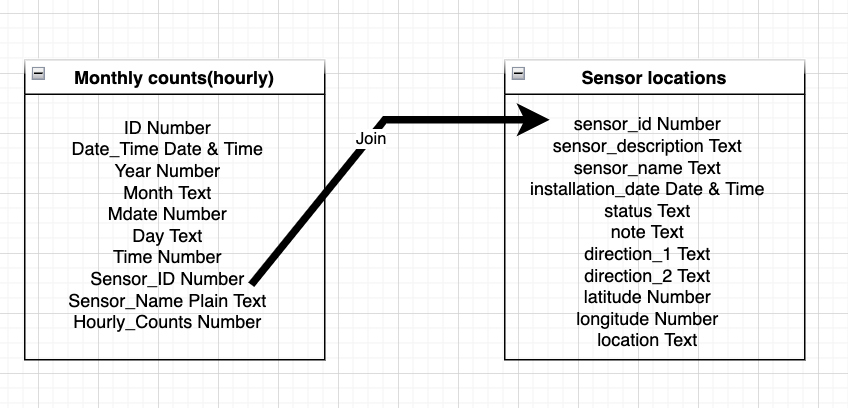 Monthly counts(hourly)
ID Number
Date_Time Date & Time
Year Number
Month Text
Mdate Number
Day Text
Time Number
Sensor_ID Number
Sensor_Name Plain Text
Hourly_Counts Number
Join
Sensor locations
sensor_id Number
sensor_description Text
sensor_name Text
installation_date Date & Time
status Text
note Text
direction_1 Text
direction_2 Text
latitude Number
longitude Number
location Text